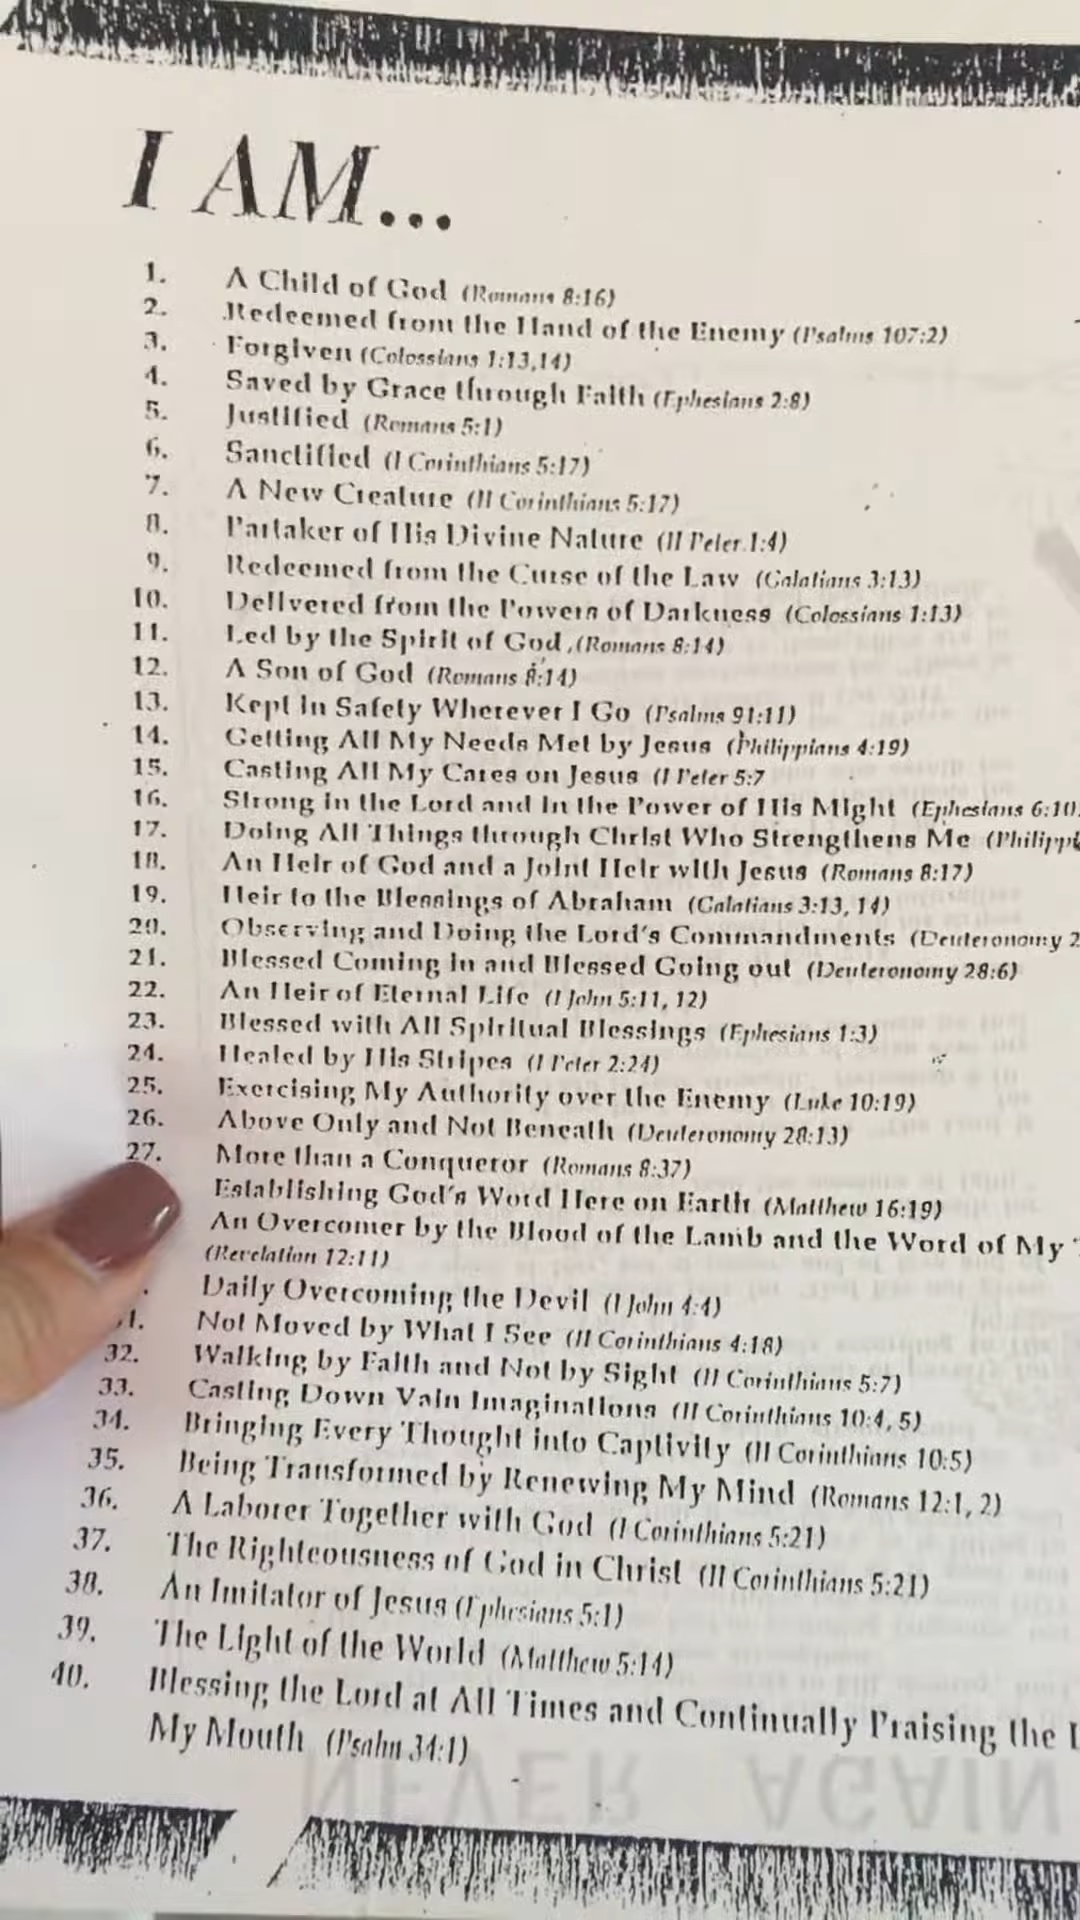 I AM...
1. A Child of God (Romans 8:16)
2. Redeemed from the Hand of the Enemy (Psalms 107:2)
3. Forgiven (Colossians 1:13,14)
4. Saved by Grace through Faith (Ephesians 2:8)
5. Justified (Romans 5:1)
6. Sanctified (I Corinthians 5:17)
7. A New Creature (II Corinthians 5:17)
8. Partaker of His Divine Nature (II Peter 1:4)
9. Redeemed from the Curse of the Law (Galatians 3:13)
10. Delivered from the Powers of Darkness (Colossians 1:13)
11. Led by the Spirit of God (Romans 8:14)
12. A Son of God (Romans 8:14)
13. Kept in Safety Wherever I Go (Psalms 91:11)
14. Getting All My Needs Met by Jesus (Philippians 4:19)
15. Casting All My Cares on Jesus (I Peter 5:7
16. Strong in the Lord and in the Power of His Might (Ephesians 6:10
17. Doing All Things through Christ Who Strengthens Me (Philippi
18. An Heir of God and a Joint Heir with Jesus (Romans 8:17)
19. Heir to the Blessings of Abraham (Galatians 3:13, 14)
20. Observing and Doing the Lord's Commandments (Deuteronomy 2
21. Blessed Coming in and Blessed Going out (Deuteronomy 28:6)
22. An Heir of Eternal Life (I John 5:11, 12)
23. Blessed with All Spiritual Blessings (Ephesians 1:3)
24. Healed by His Stripes (I Peter 2:24)
25. Exercising My Authority over the Enemy (Luke 10:19)
26. Above Only and Not Beneath (Deuteronomy 28:13)
27. More than a Conqueror (Romans 8:37)
Establishing God's Word Here on Earth (Matthew 16:19)
An Overcomer by the Blood of the Lamb and the Word of My
(Revelation 12:11)
. Daily Overcoming the Devil (I John 4:4)
1. Not Moved by What I See (II Corinthians 4:18)
32. Walking by Faith and Not by Sight (II Corinthians 5:7)
33. Casting Down Vain Imaginations (II Corinthians 10:4, 5)
34. Bringing Every Thought into Captivity (II Corinthians 10:5)
35. Being Transformed by Renewing My Mind (Romans 12:1, 2)
36. A Laborer Together with God (I Corinthians 5:21)
37. The Righteousness of God in Christ (II Corinthians 5:21)
38. An Imitator of Jesus (Ephesians 5:1)
39. The Light of the World (Matthew 5:14)
40. Blessing the Lord at All Times and Continually Praising the L
My Mouth (Psalm 34:1)
NEVER AGAIN